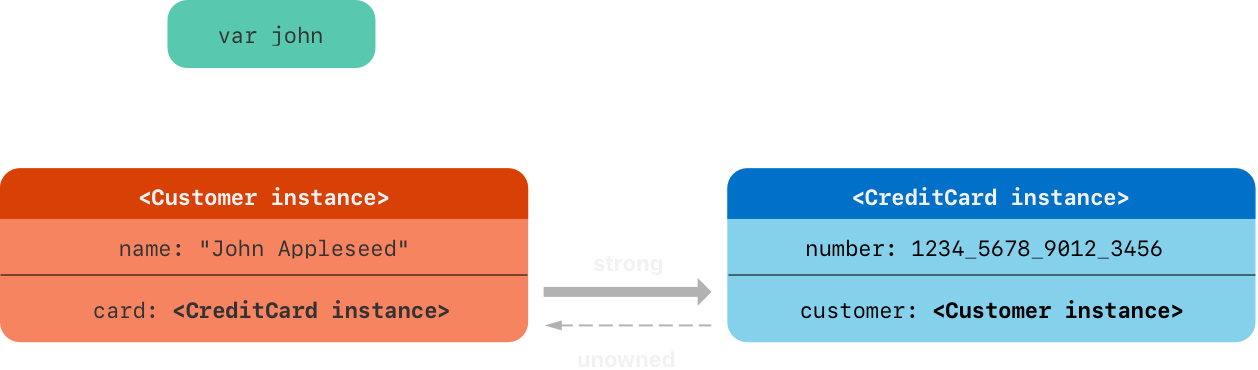 var john
<Customer instance>
name: "John Appleseed"
card: <CreditCard instance>
strong
unowned
<CreditCard instance>
number: 1234_5678_9012_3456
customer: <Customer instance>